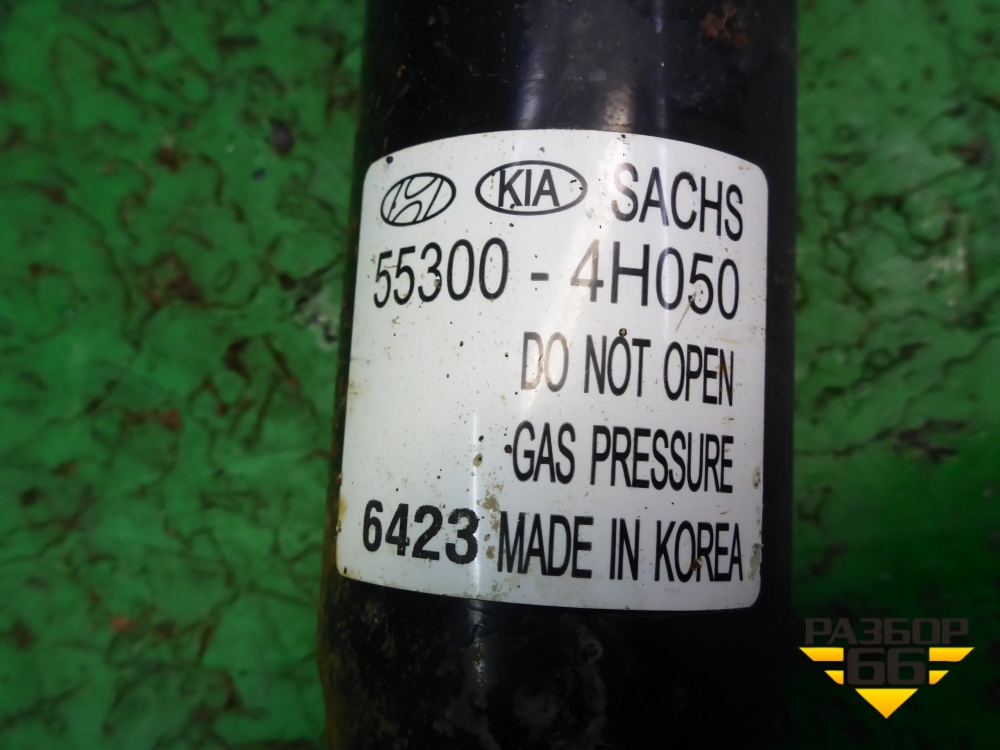 KIA SACHS
55300 - 4H050
DO NOT OPEN
GAS PRESSURE
6423 MADE IN KOREA
РАЗБОР
66